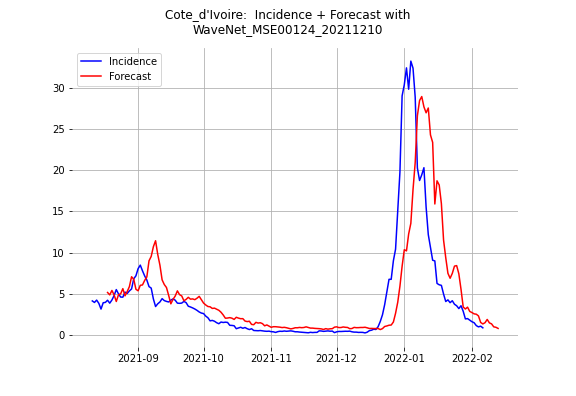 Cote_d'Ivoire:  Incidence + Forecast with
WaveNet_MSE00124_20211210
Incidence
Forecast
30
25
20
15
10
5
0
2021-09 2021-10 2021-11 2021-12 2022-01 2022-02